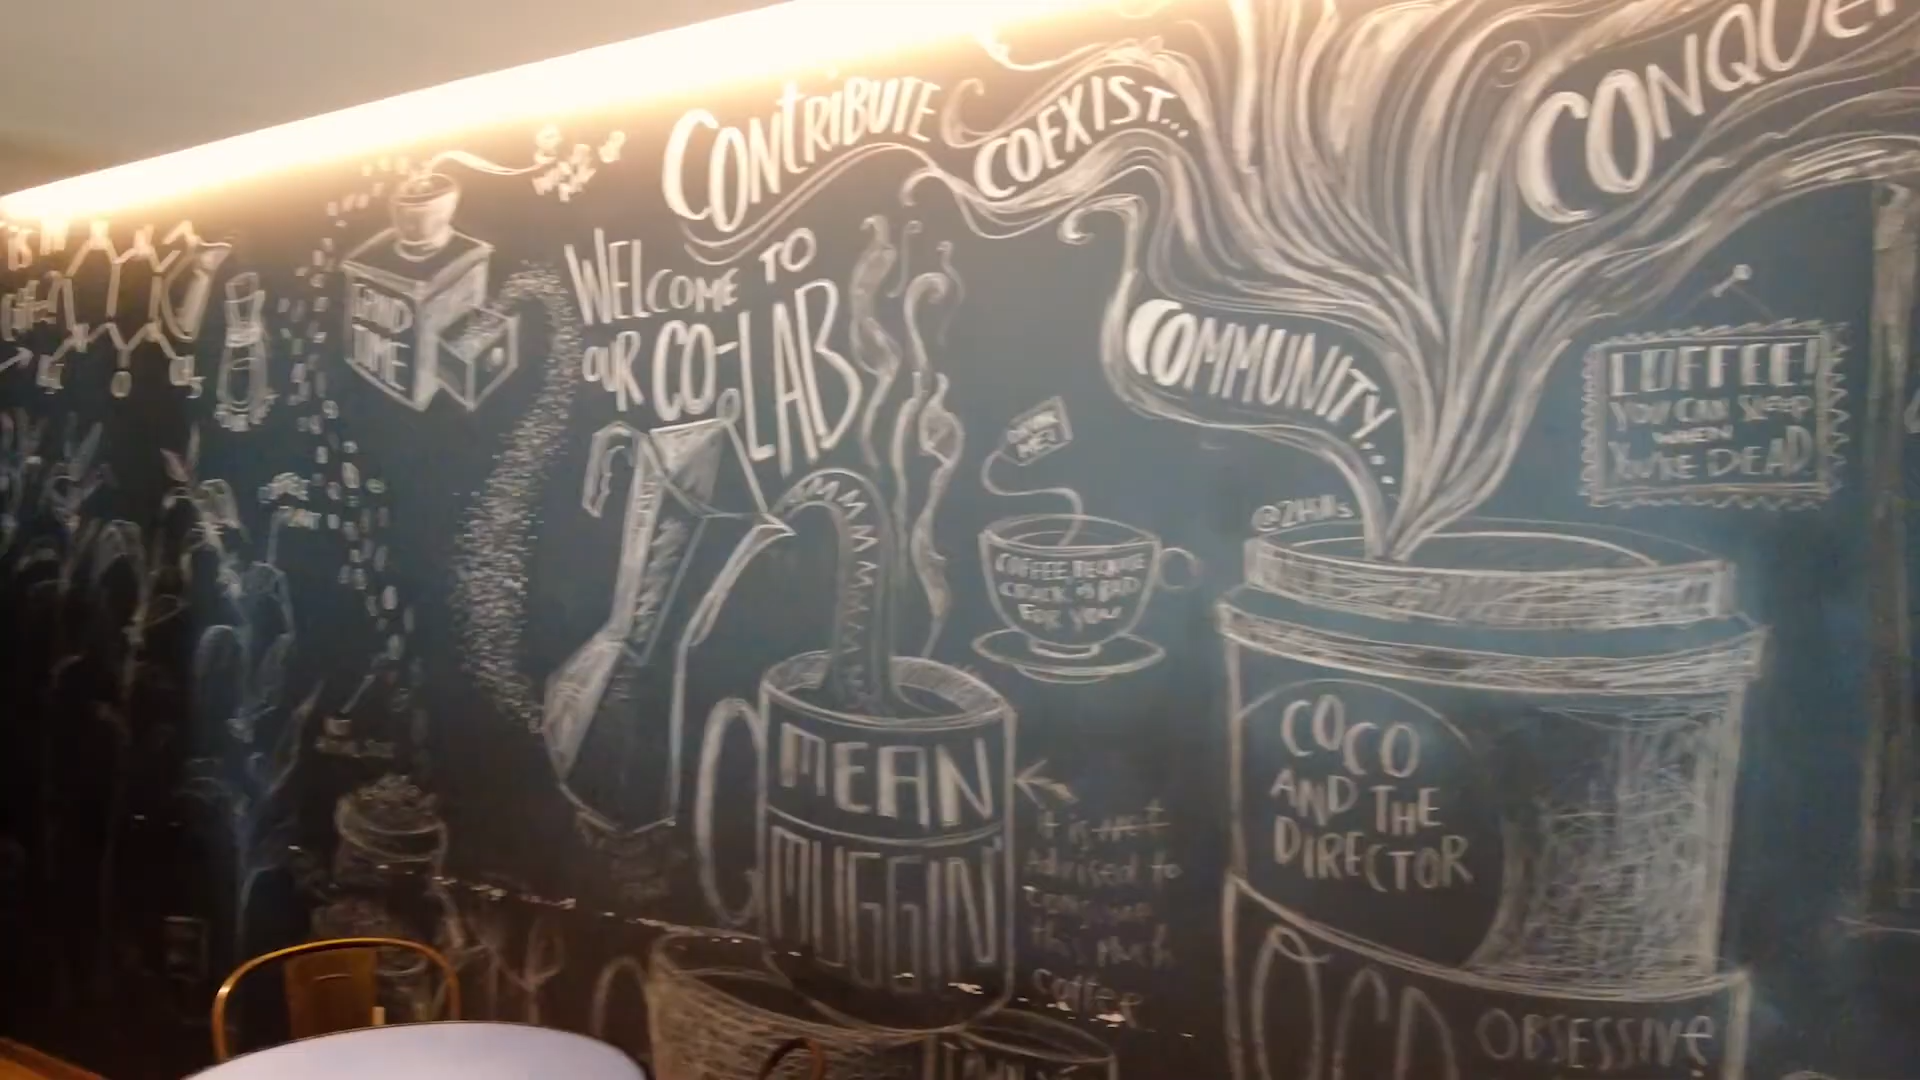 CONTRIBUTE
COEXIST...
CONQUER
WELCOME TO
OUR CO-LAB
GRIND
TIME
COMMUNITY...
COFFEE!
YOU CAN SLEEP
WHEN
YOU'RE DEAD
DRINK
ME!
COFFEE BECAUSE
CRACK IS BAD
FOR YOU
MEAN
MUGGIN'
it is not
advised to
consume
this much
coffee
COCO
AND THE
DIRECTOR
OCD
OBSESSIVE